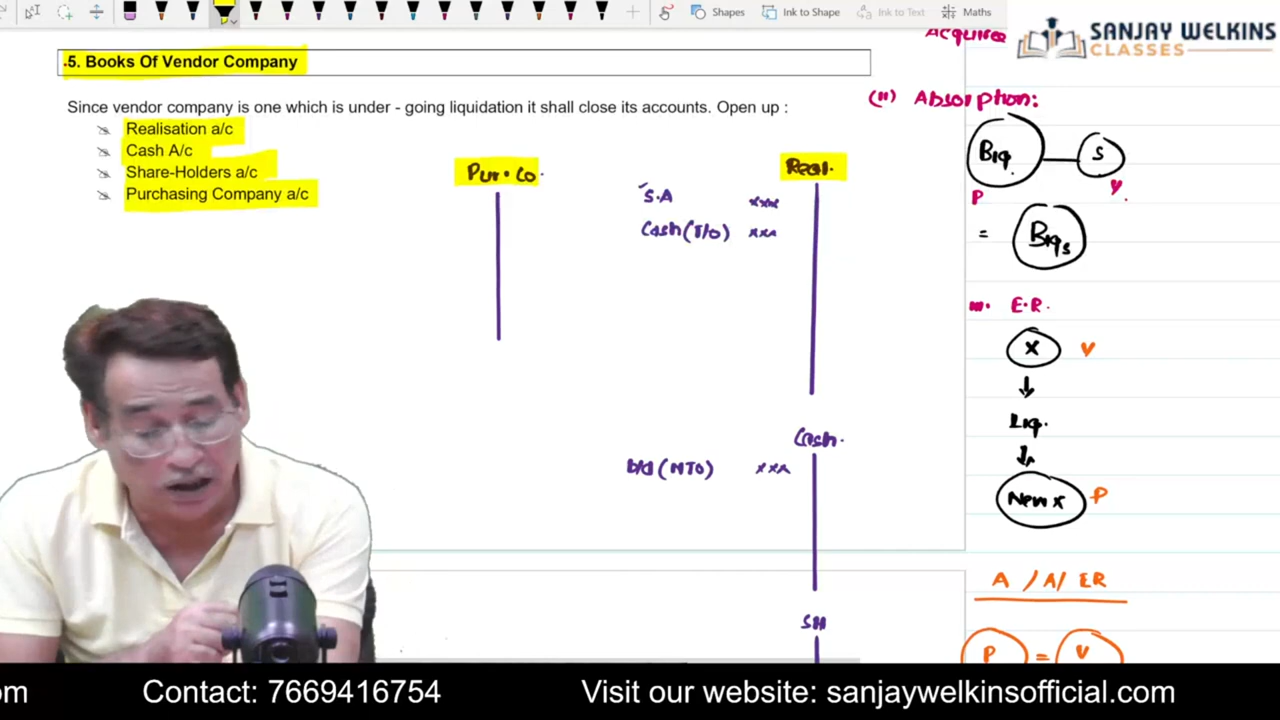 Shapes
Ink to Shape
Ink to Text
Maths
SANJAY WELKINS
CLASSES
Acquires
5. Books Of Vendor Company
Since vendor company is one which is under - going liquidation it shall close its accounts. Open up :
Realisation a/c
Cash A/c
Share-Holders a/c
Purchasing Company a/c
Pur. Co.
Real.
S.A xxx
Cash (T/O) xxx
Cash.
b/d (NTO) xxx
SH
(II) Absorption:
Big. S
P V.
= Bigs
III. E.R.
X V
Liq.
New X P
A / A / ER
P = V
om
Contact: 7669416754
Visit our website: sanjaywelkinsofficial.com